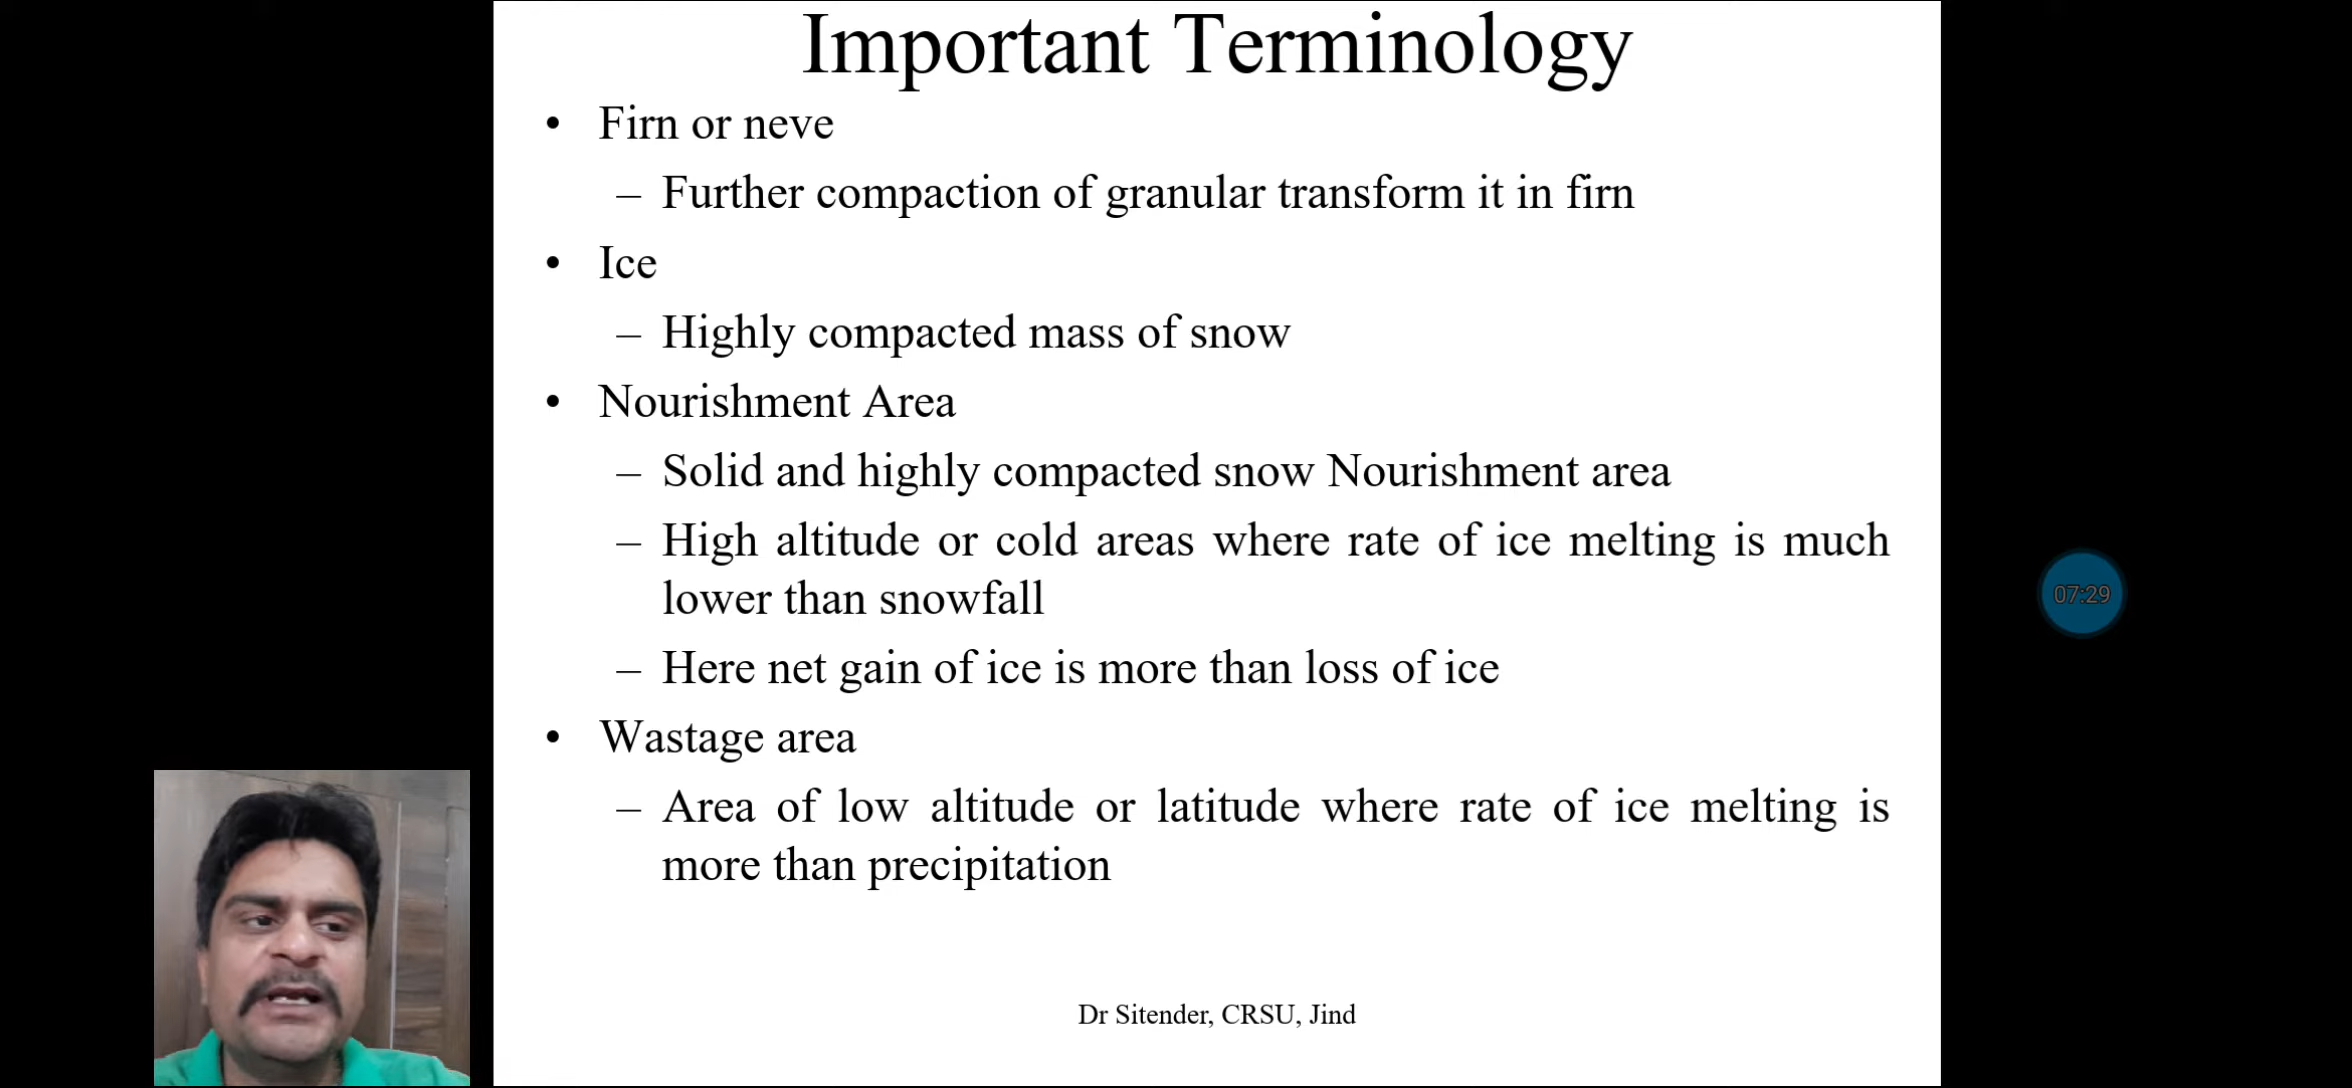 Important Terminology
• Firn or neve
– Further compaction of granular transform it in firn
• Ice
– Highly compacted mass of snow
• Nourishment Area
– Solid and highly compacted snow Nourishment area
– High altitude or cold areas where rate of ice melting is much
lower than snowfall
– Here net gain of ice is more than loss of ice
• Wastage area
– Area of low altitude or latitude where rate of ice melting is
more than precipitation
Dr Sitender, CRSU, Jind
07:29